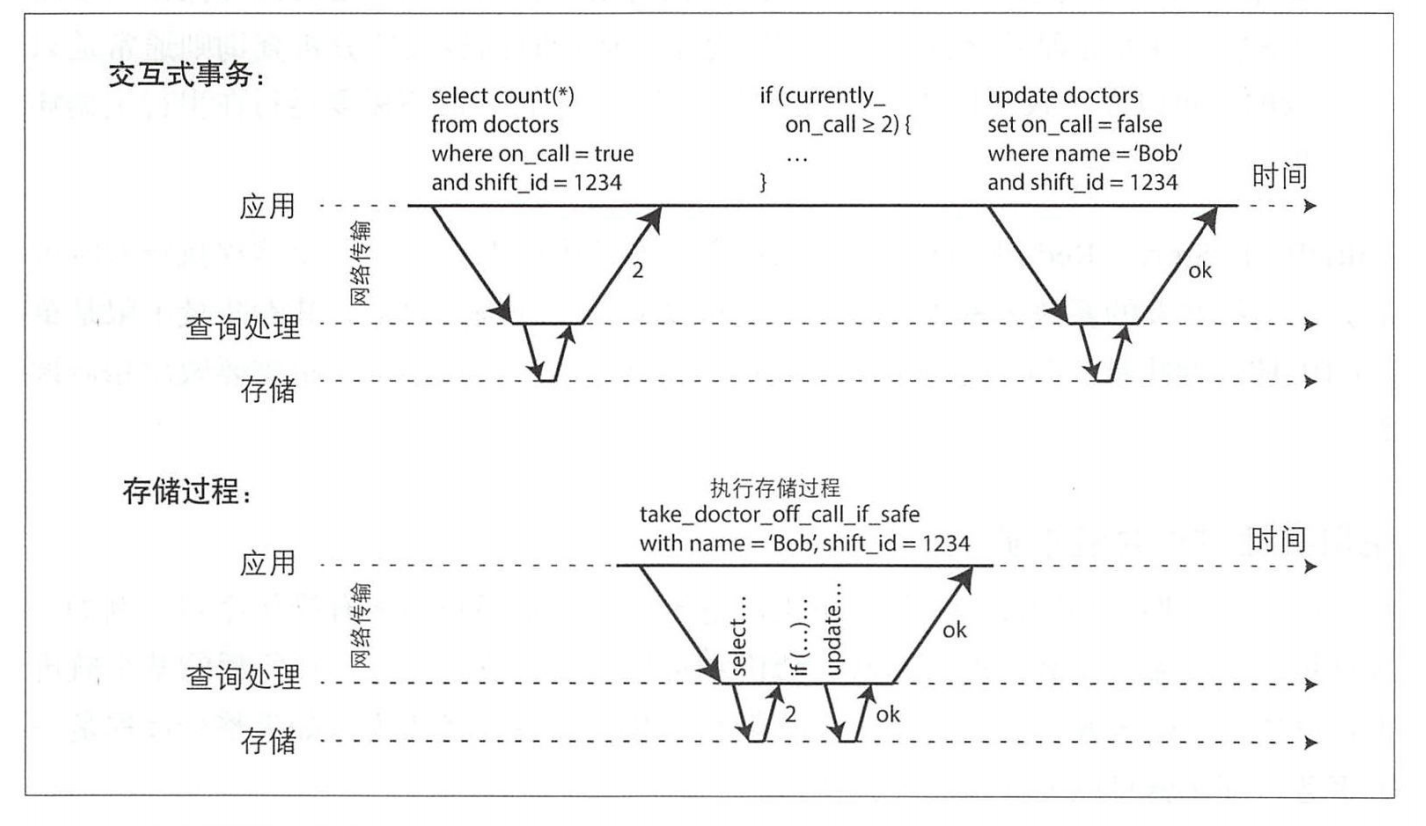 交互式事务：
select count(*)
from doctors
where on_call = true
and shift_id = 1234
if (currently_
on_call ≥ 2) {
…
}
update doctors
set on_call = false
where name = ‘Bob’
and shift_id = 1234
时间
应用
网络传输
2
ok
查询处理
存储
存储过程：
执行存储过程
take_doctor_off_call_if_safe
with name = ‘Bob’, shift_id = 1234
时间
应用
网络传输
select…
if (…)…
update…
ok
查询处理
2
ok
存储